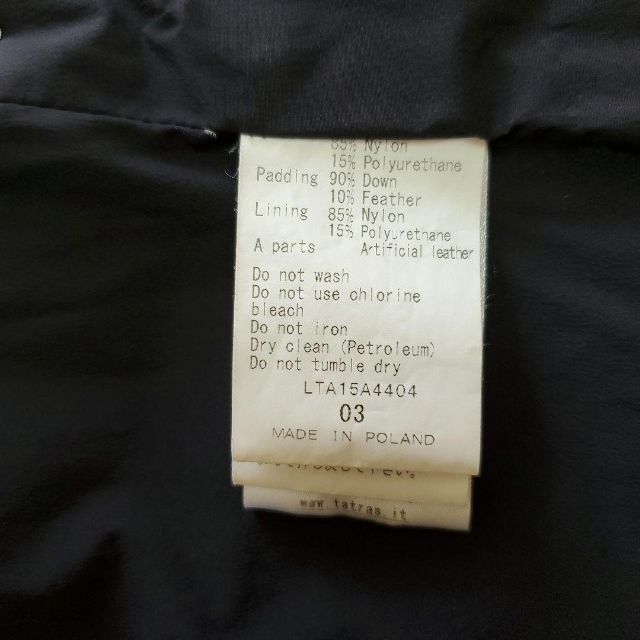 85% Nylon
15% Polyurethane
Padding 90% Down
10% Feather
Lining 85% Nylon
15% Polyurethane
A parts Artificial leather
Do not wash
Do not use chlorine
bleach
Do not iron
Dry clean (Petroleum)
Do not tumble dry
LTA15A4404
03
MADE IN POLAND
www.tatras.it